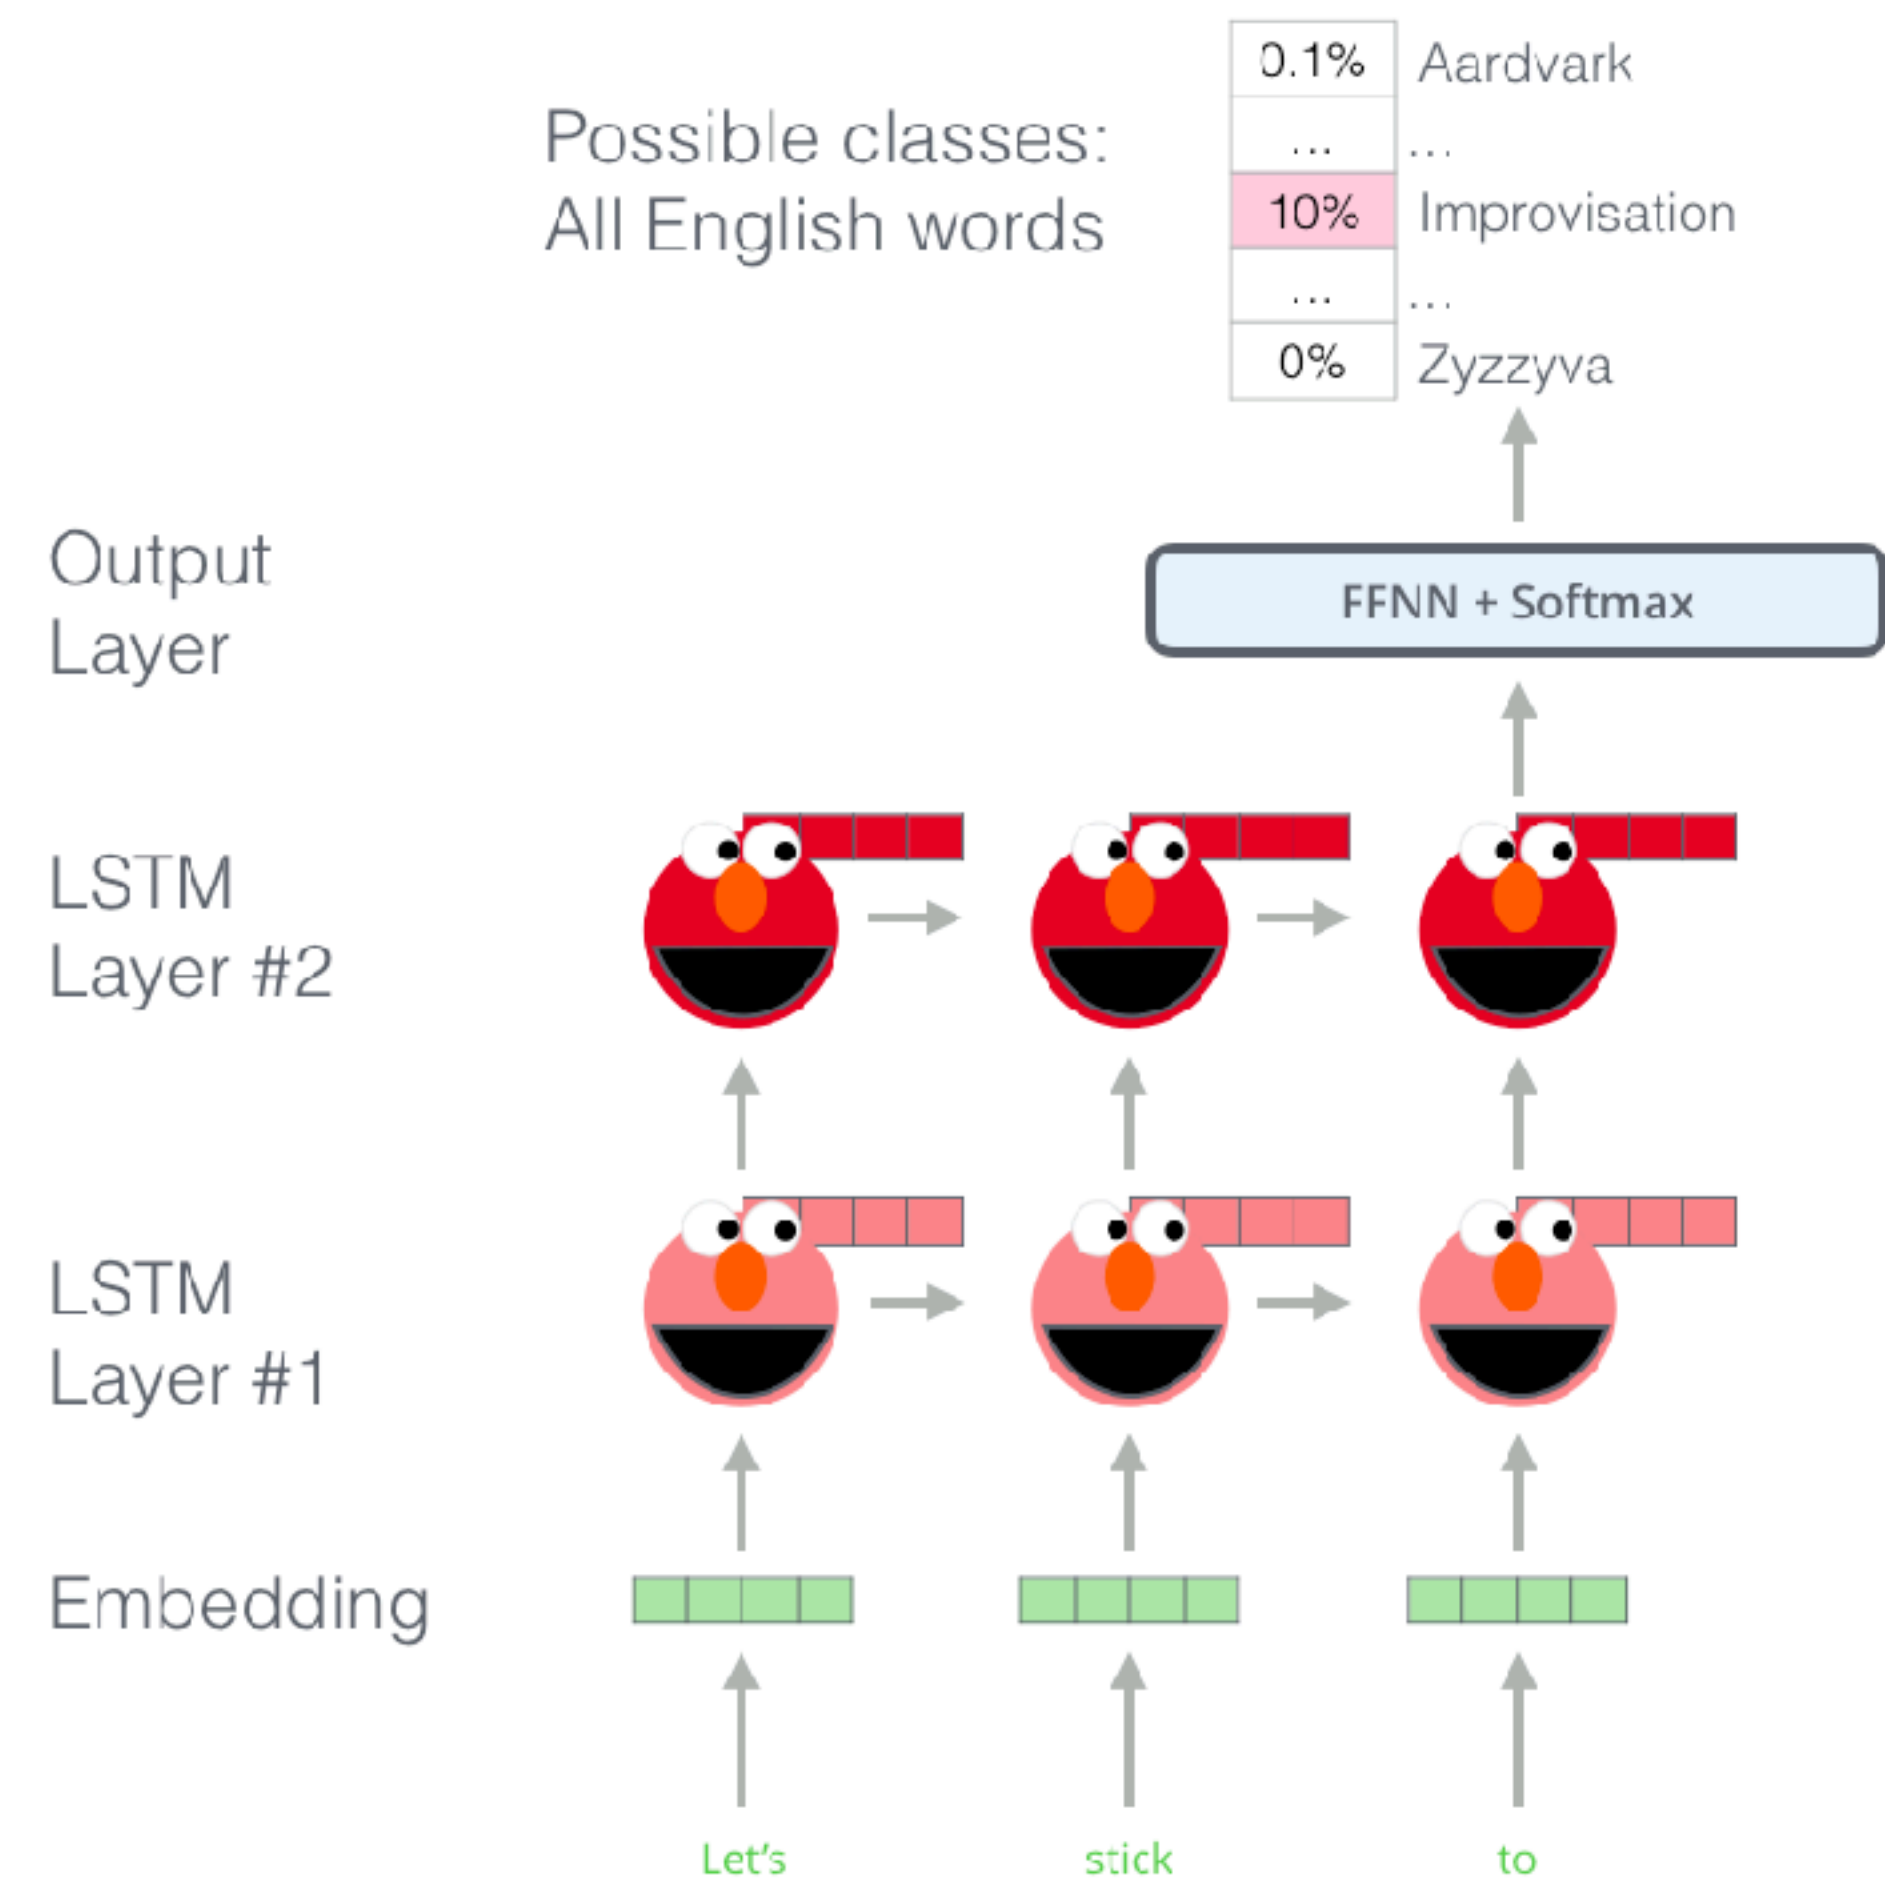 0.1% Aardvark
... ...
Possible classes:
All English words
10% Improvisation
... ...
0% Zyzzyva
Output
Layer
FFNN + Softmax
LSTM
Layer #2
LSTM
Layer #1
Embedding
Let's stick to